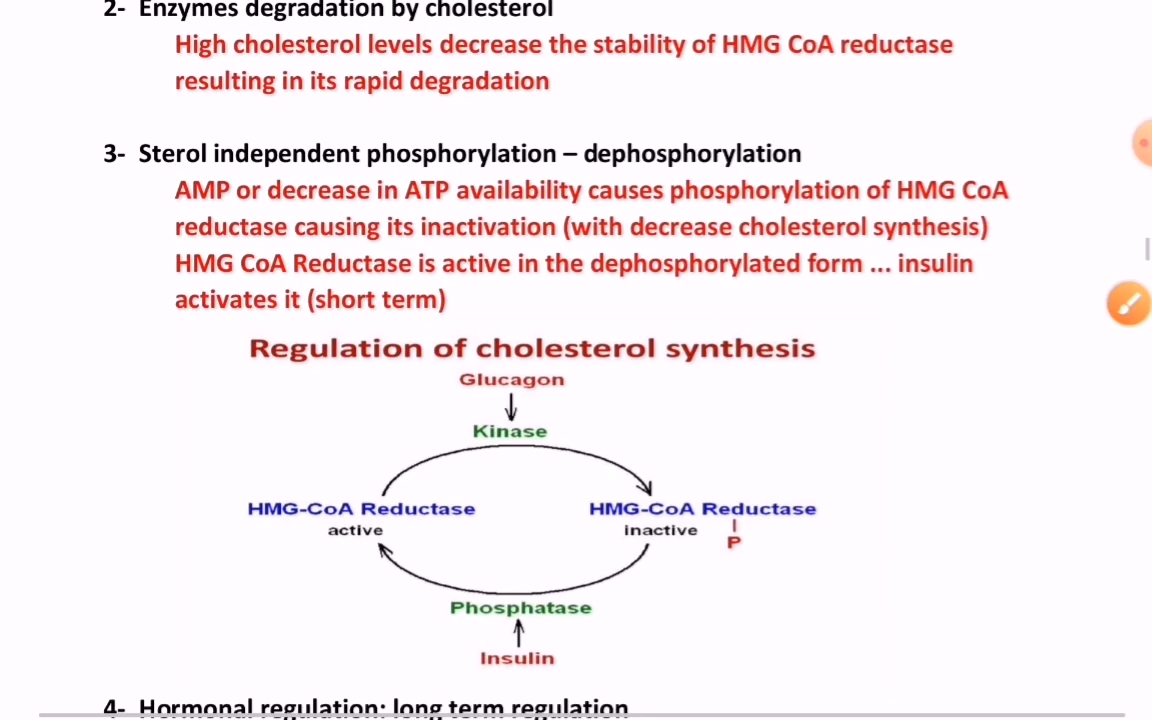 2- Enzymes degradation by cholesterol
High cholesterol levels decrease the stability of HMG CoA reductase
resulting in its rapid degradation
3- Sterol independent phosphorylation – dephosphorylation
AMP or decrease in ATP availability causes phosphorylation of HMG CoA
reductase causing its inactivation (with decrease cholesterol synthesis)
HMG CoA Reductase is active in the dephosphorylated form ... insulin
activates it (short term)
Regulation of cholesterol synthesis
Glucagon
Kinase
HMG-CoA Reductase HMG-CoA Reductase
active inactive
P
Phosphatase
Insulin
4- Hormonal regulation: long term regulation